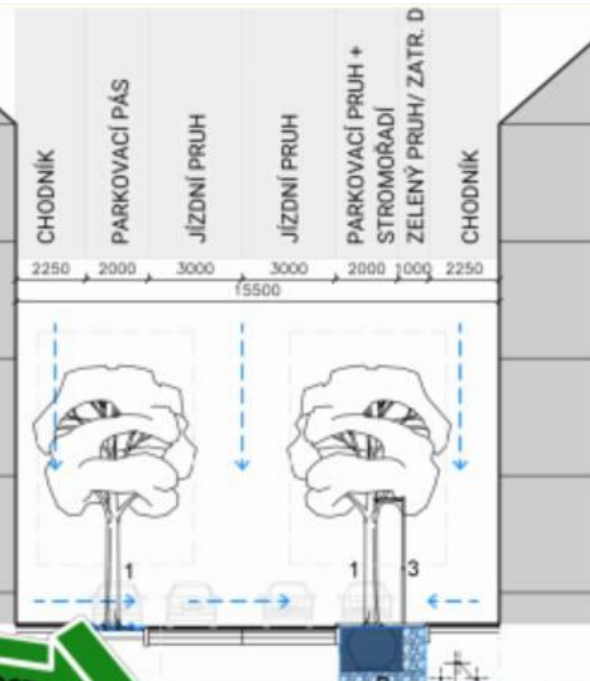 CHODNÍK
PARKOVACÍ PÁS
JÍZDNÍ PRUH
JÍZDNÍ PRUH
PARKOVACÍ PRUH +
STROMOŘADÍ
ZELENÝ PRUH/ ZATR. D
CHODNÍK
2250 2000 3000 3000 2000 1000 2250
15500
1 1 3